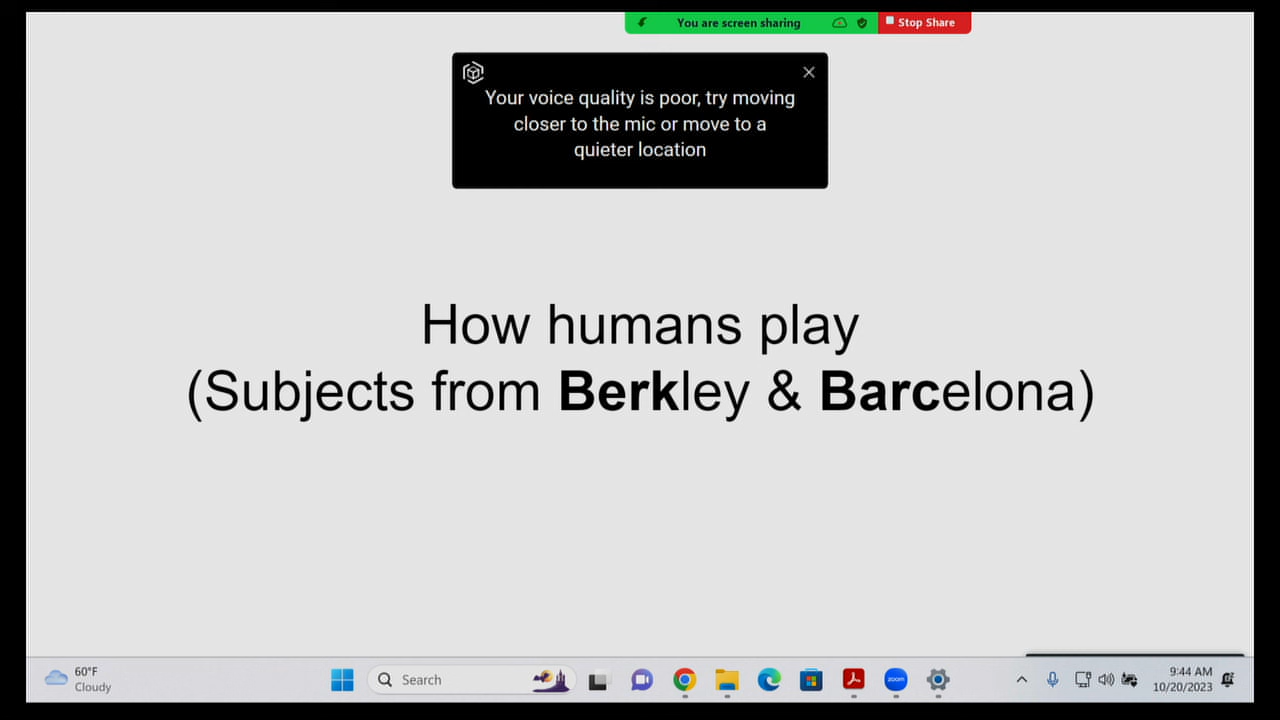 You are screen sharing
Stop Share
Your voice quality is poor, try moving
closer to the mic or move to a
quieter location
How humans play
(Subjects from Berkley & Barcelona)
60°F
Cloudy
Search
zoom
9:44 AM
10/20/2023